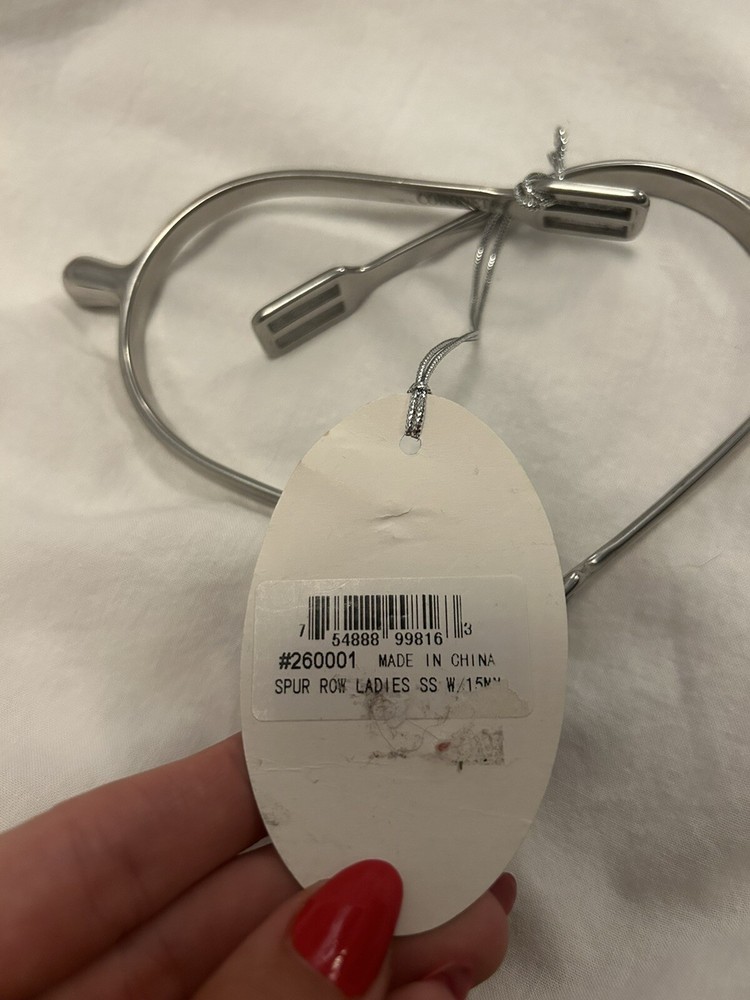 7 54888 99816 3
#260001 MADE IN CHINA
SPUR ROW LADIES SS W/15MM